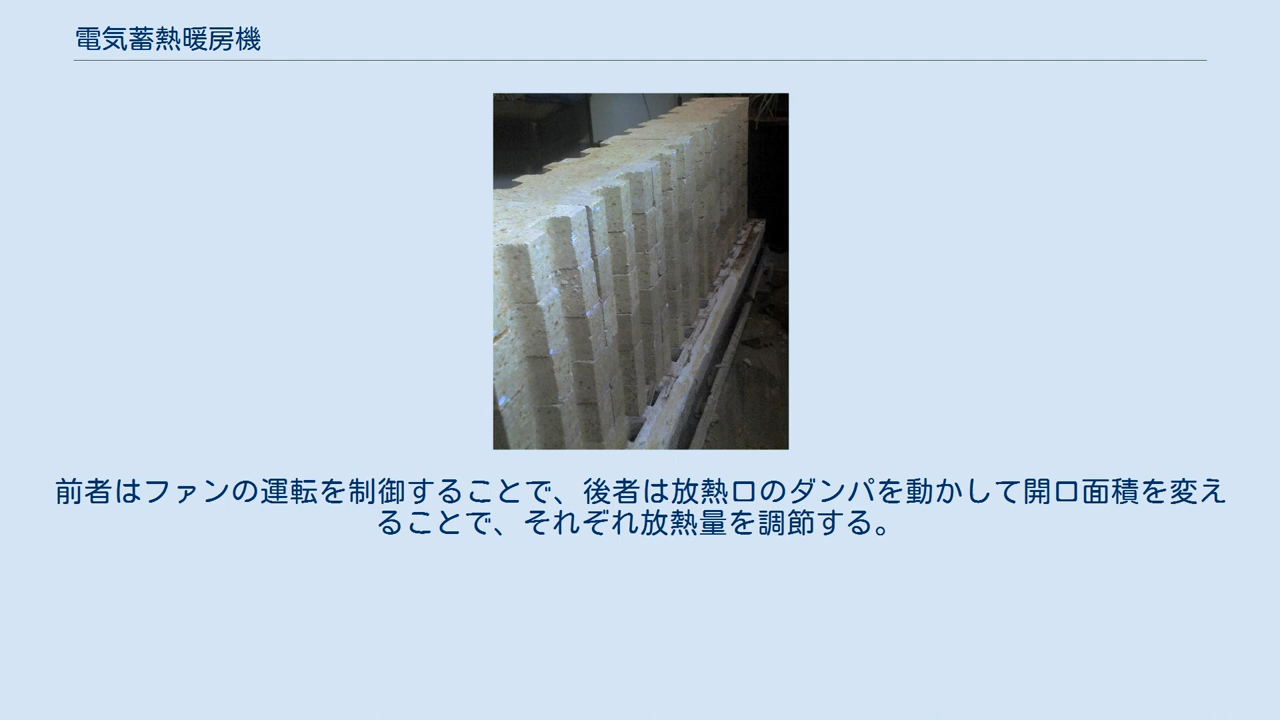 電気蓄熱暖房機
前者はファンの運転を制御することで、後者は放熱口のダンパを動かして開口面積を変え
ることで、それぞれ放熱量を調節する。